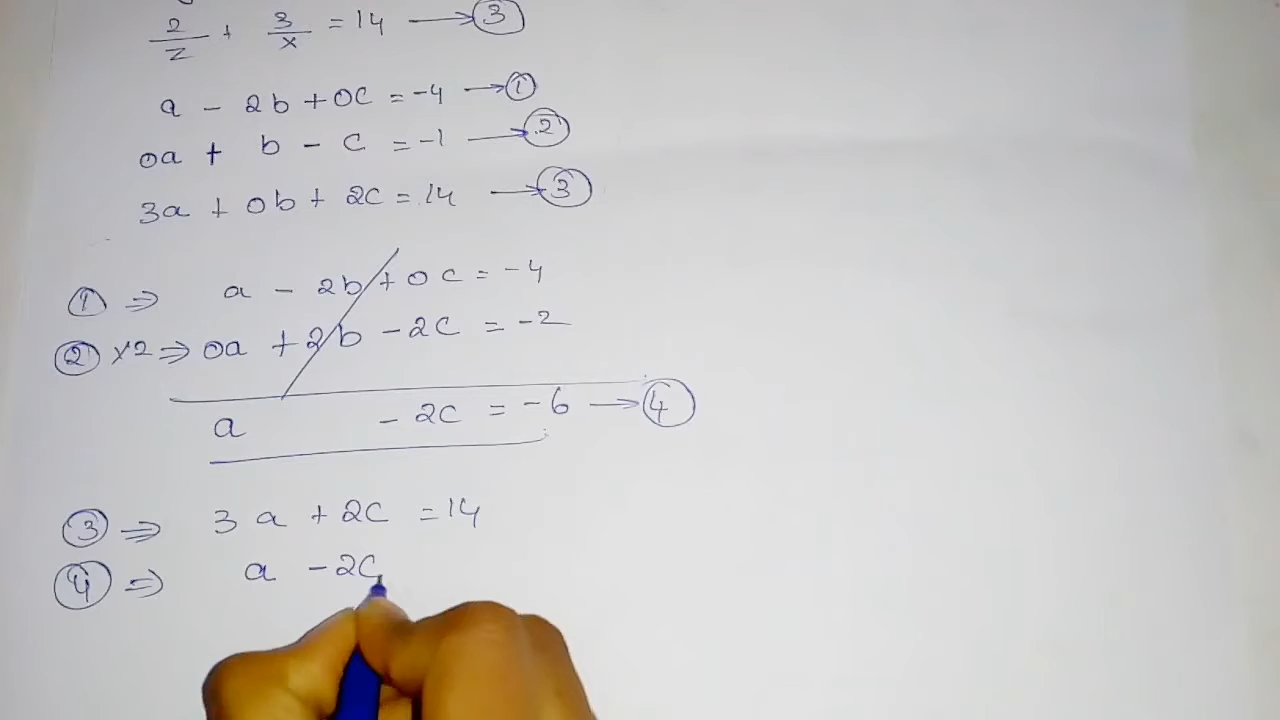 2/z + 3/x = 14 → ③
a - 2b + 0c = -4 → ①
0a + b - c = -1 → ②
3a + 0b + 2c = 14 → ③
① ⇒ a - 2b + 0c = -4
② ×2 ⇒ 0a + 2b - 2c = -2
a - 2c = -6 → ④
③ ⇒ 3a + 2c = 14
④ ⇒ a - 2c